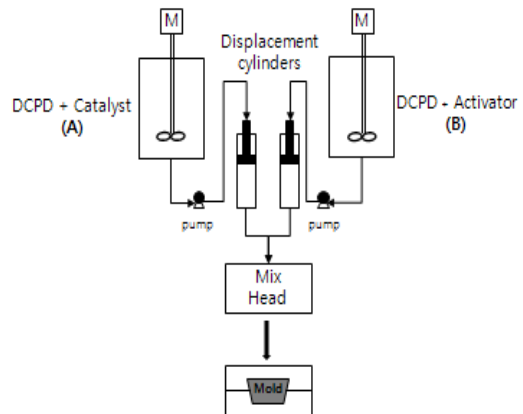 M
M
Displacement
cylinders
DCPD + Catalyst
(A)
DCPD - Activator
(B)
pump
pump
Mix
Head
Mold